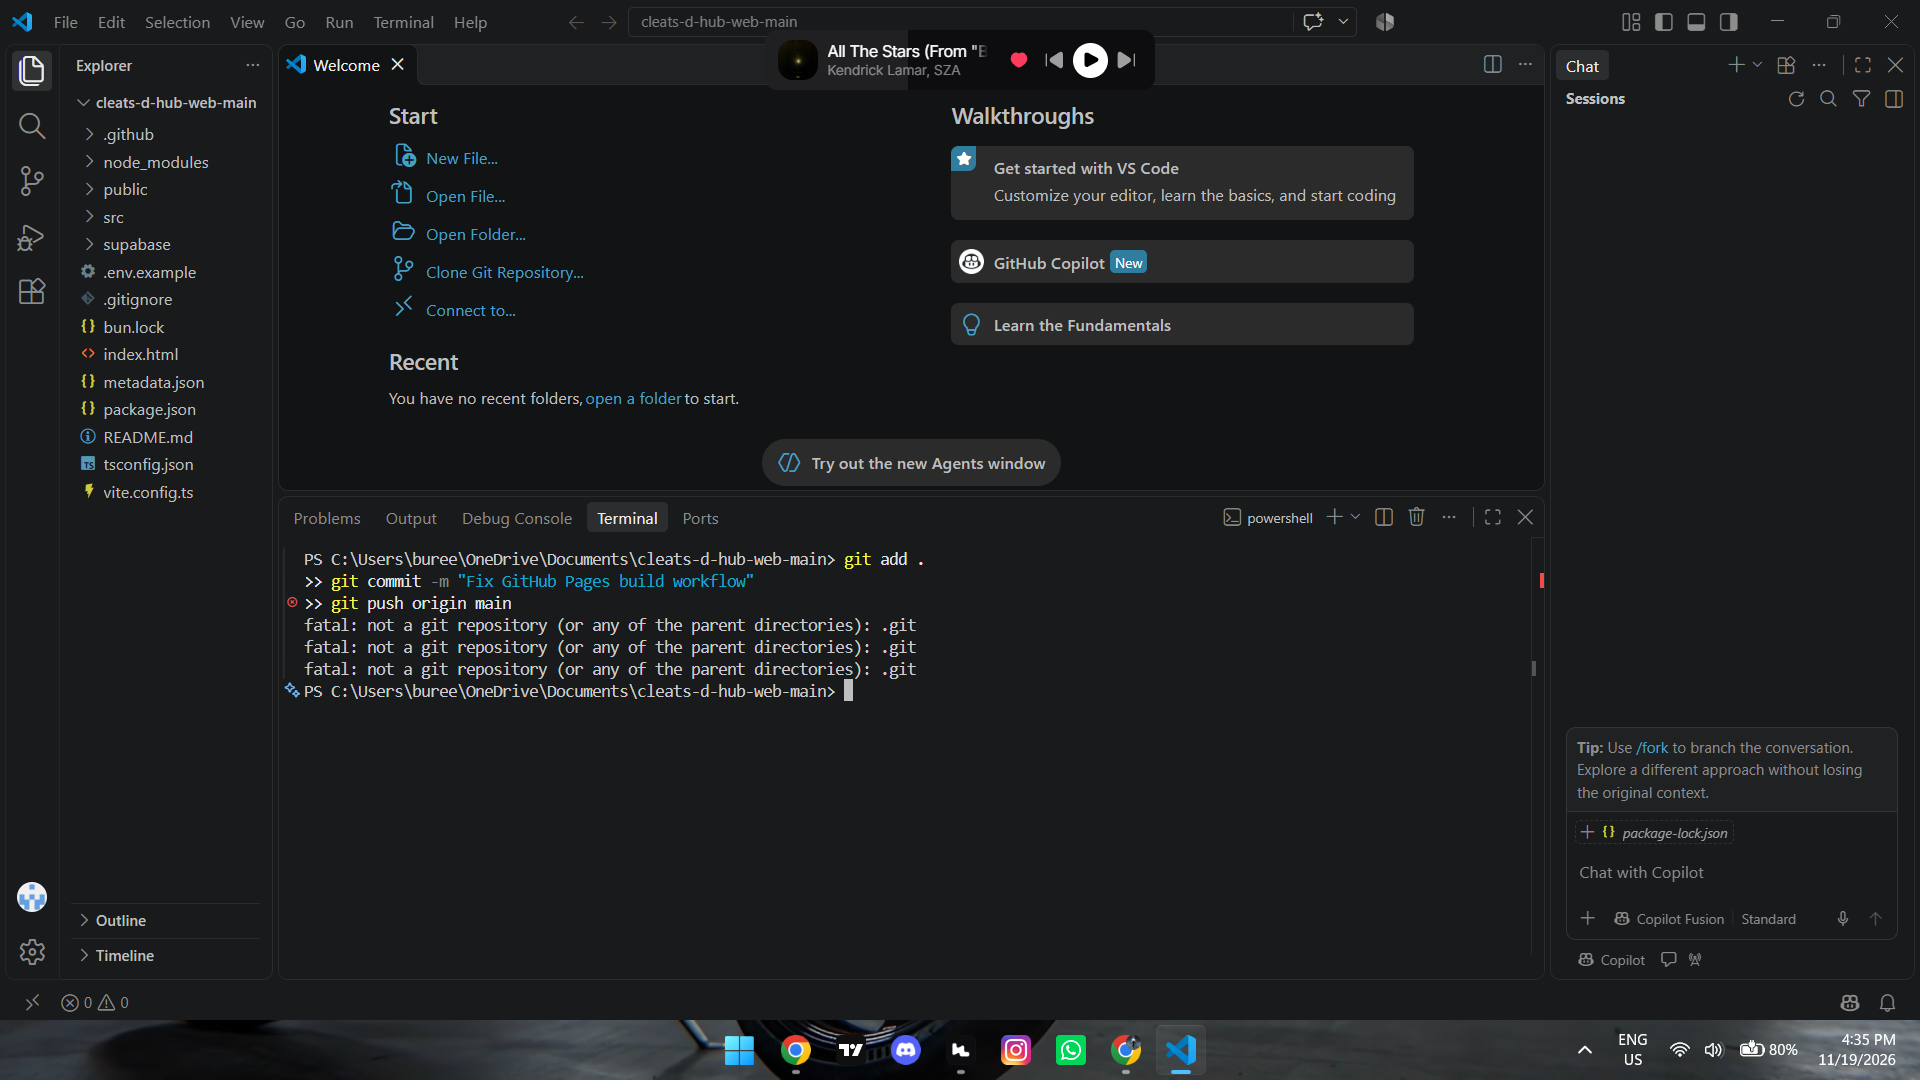 File Edit Selection View Go Run Terminal Help
cleats-d-hub-web-main
All The Stars (From "B
Kendrick Lamar, SZA
Explorer
cleats-d-hub-web-main
.github
node_modules
public
src
supabase
.env.example
.gitignore
bun.lock
index.html
metadata.json
package.json
README.md
tsconfig.json
vite.config.ts
Outline
Timeline
Welcome
Start
New File...
Open File...
Open Folder...
Clone Git Repository...
Connect to...
Recent
You have no recent folders, open a folder to start.
Walkthroughs
Get started with VS Code
Customize your editor, learn the basics, and start coding
GitHub Copilot New
Learn the Fundamentals
Try out the new Agents window
Problems Output Debug Console Terminal Ports
powershell
PS C:\Users\buree\OneDrive\Documents\cleats-d-hub-web-main> git add .
>> git commit -m "Fix GitHub Pages build workflow"
>> git push origin main
fatal: not a git repository (or any of the parent directories): .git
fatal: not a git repository (or any of the parent directories): .git
fatal: not a git repository (or any of the parent directories): .git
PS C:\Users\buree\OneDrive\Documents\cleats-d-hub-web-main>
Chat
Sessions
Tip: Use /fork to branch the conversation.
Explore a different approach without losing
the original context.
package-lock.json
Chat with Copilot
Copilot Fusion Standard
Copilot
0 0
ENG
US
80%
4:35 PM
11/19/2026